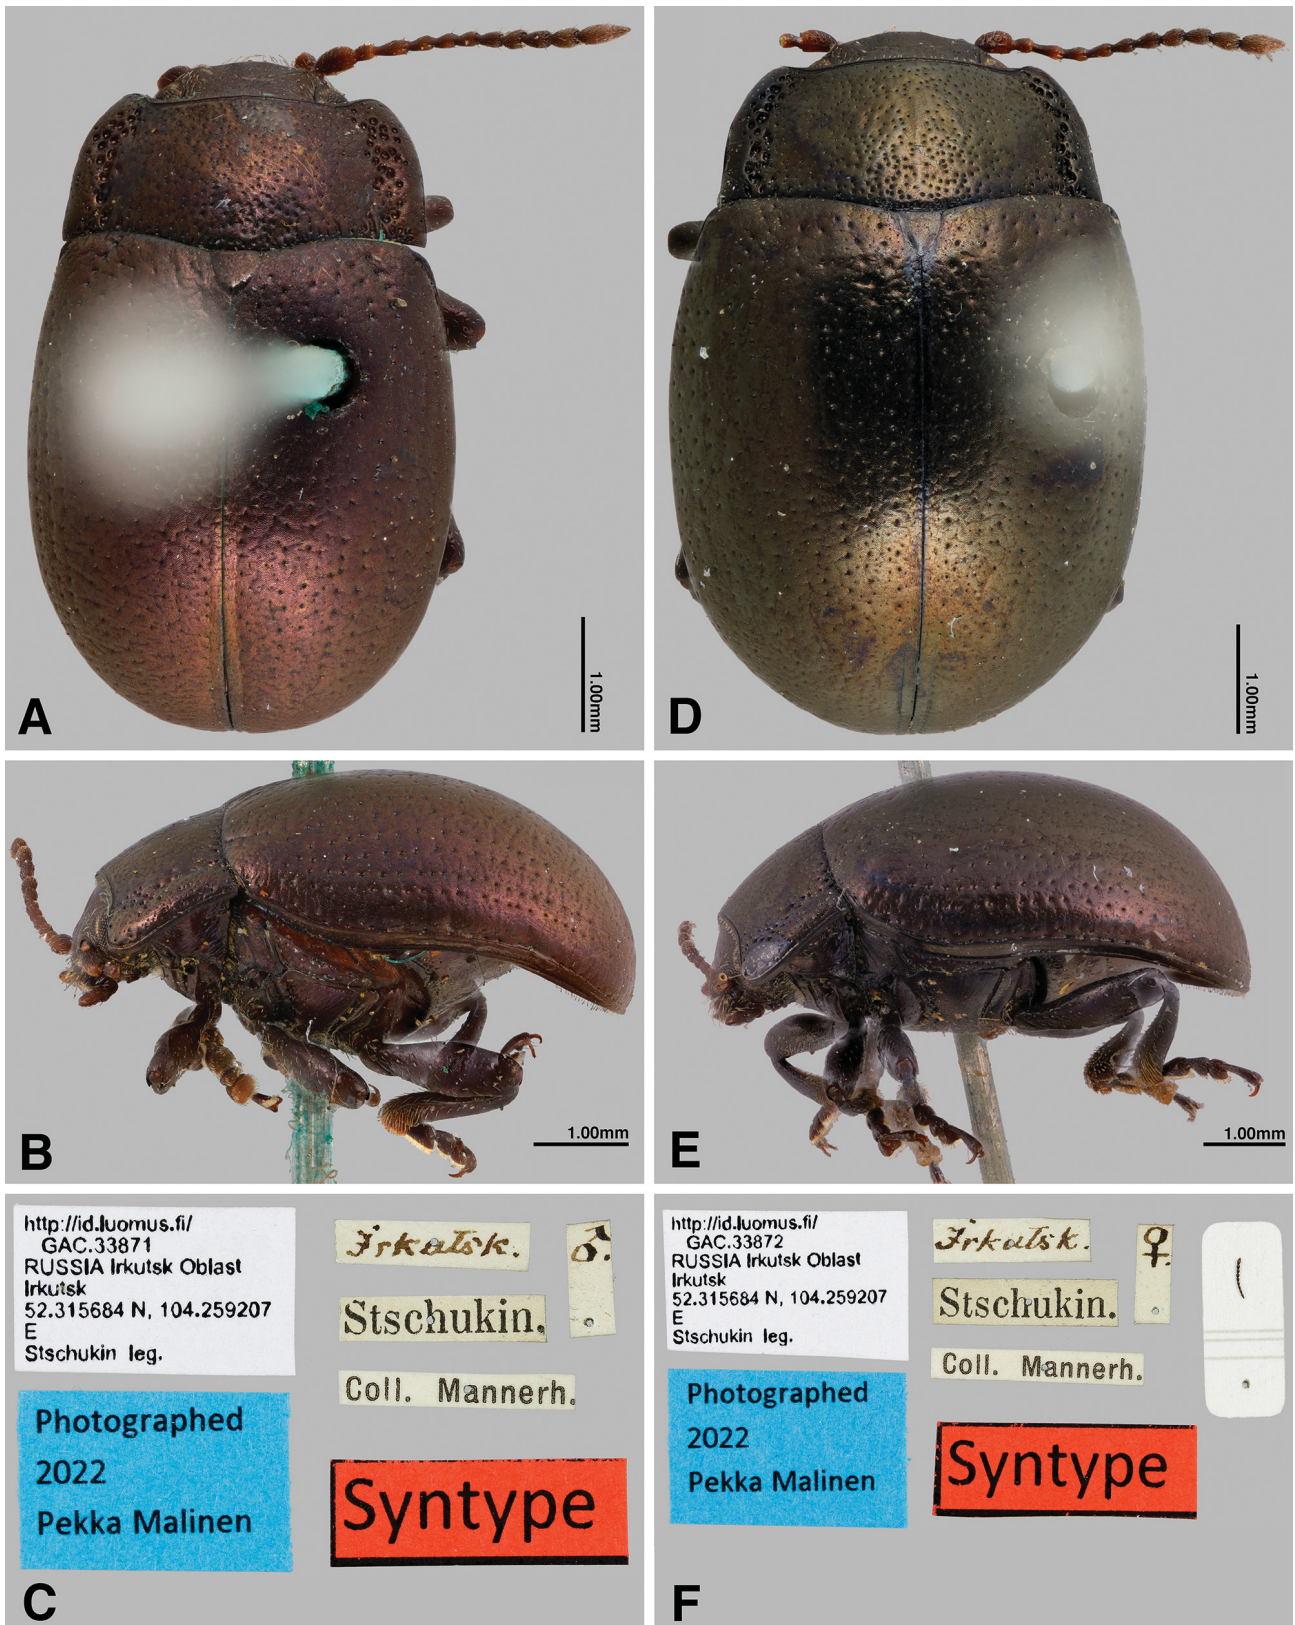 A
1.00mm
D
1.00mm
B
1.00mm
E
1.00mm
http://id.luomus.fi/
GAC.33871
RUSSIA Irkutsk Oblast
Irkutsk
52.315684 N, 104.259207
E
Stschukin leg.
Irkutsk.
♂.
Stschukin.
Coll. Mannerh.
Photographed
2022
Pekka Malinen
Syntype
C
http://id.luomus.fi/
GAC.33872
RUSSIA Irkutsk Oblast
Irkutsk
52.315684 N, 104.259207
E
Stschukin leg.
Irkutsk.
♀.
Stschukin.
Coll. Mannerh.
Photographed
2022
Pekka Malinen
Syntype
F